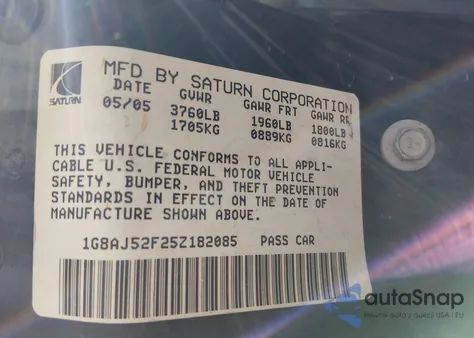 MFD BY SATURN CORPORATION
SATURN
DATE GVWR GAWR FRT GAWR RR
05/05 3760LB 1960LB 1800LB
1705KG 0889KG 0816KG
THIS VEHICLE CONFORMS TO ALL APPLI-
CABLE U.S. FEDERAL MOTOR VEHICLE
SAFETY, BUMPER, AND THEFT PREVENTION
STANDARDS IN EFFECT ON THE DATE OF
MANUFACTURE SHOWN ABOVE.
1G8AJ52F25Z182085 PASS CAR
autoSnap